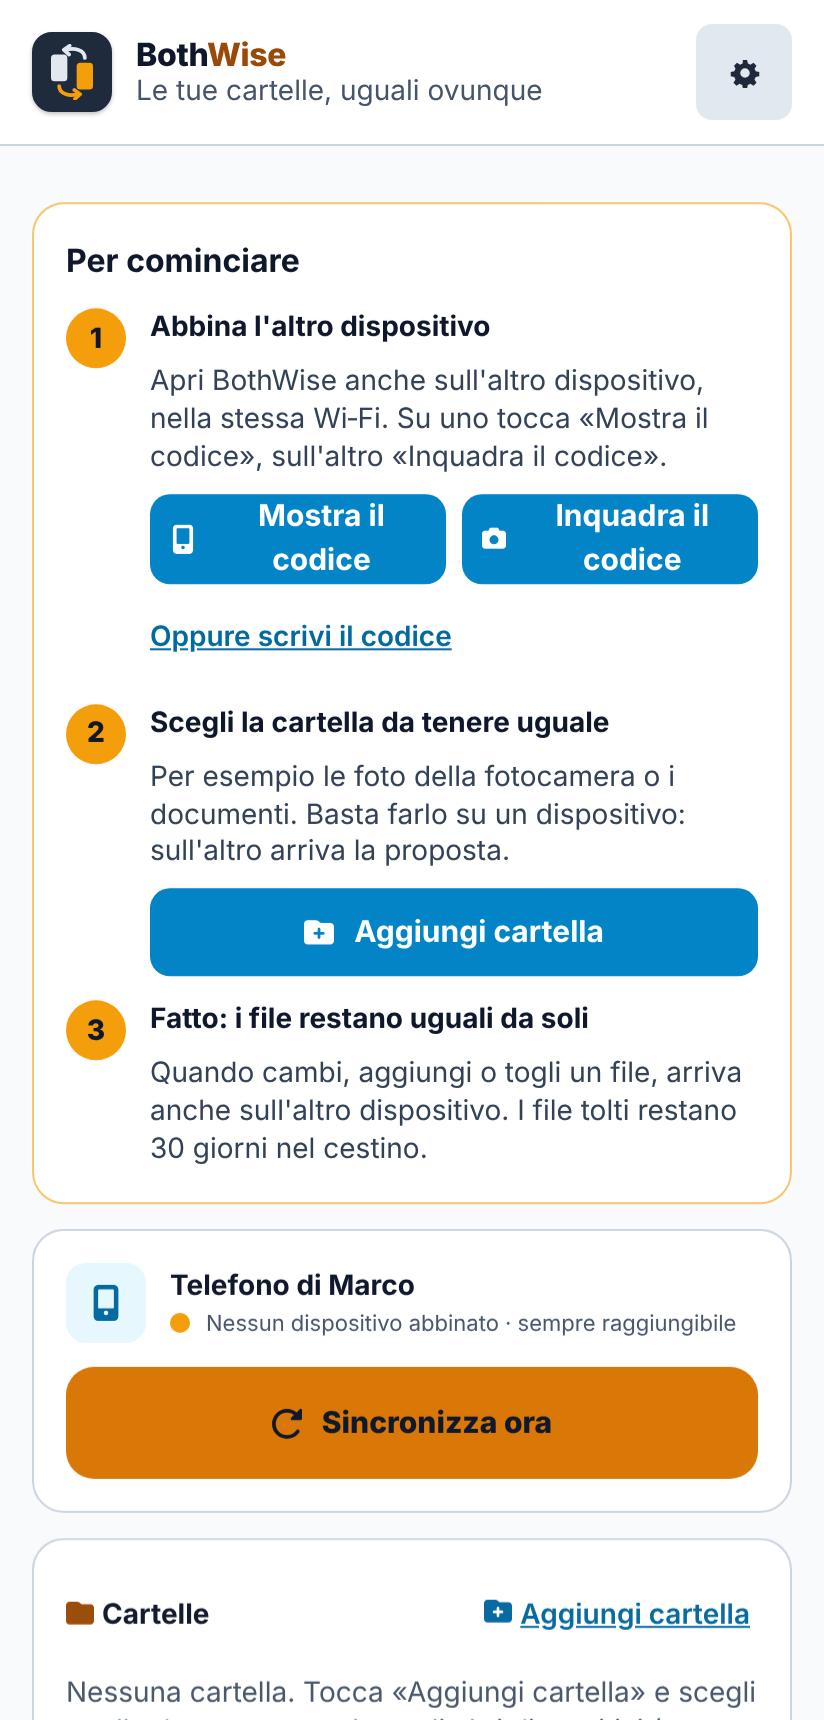 BothWise
Le tue cartelle, uguali ovunque
Per cominciare
1
Abbina l'altro dispositivo
Apri BothWise anche sull'altro dispositivo,
nella stessa Wi-Fi. Su uno tocca «Mostra il
codice», sull'altro «Inquadra il codice».
Mostra il
codice
Inquadra il
codice
Oppure scrivi il codice
2
Scegli la cartella da tenere uguale
Per esempio le foto della fotocamera o i
documenti. Basta farlo su un dispositivo:
sull'altro arriva la proposta.
Aggiungi cartella
3
Fatto: i file restano uguali da soli
Quando cambi, aggiungi o togli un file, arriva
anche sull'altro dispositivo. I file tolti restano
30 giorni nel cestino.
Telefono di Marco
Nessun dispositivo abbinato · sempre raggiungibile
Sincronizza ora
Cartelle
Aggiungi cartella
Nessuna cartella. Tocca «Aggiungi cartella» e scegli